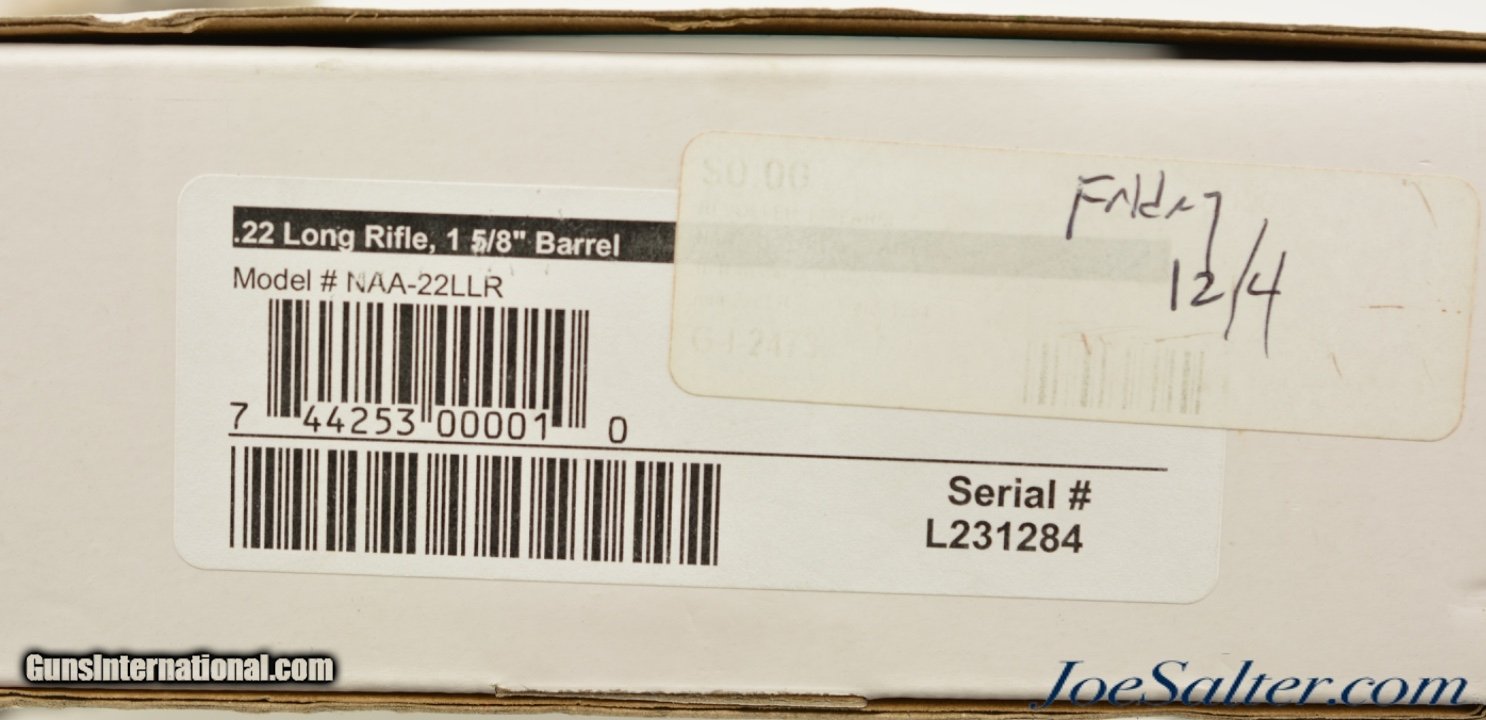 .22 Long Rifle, 1 5/8" Barrel
Model # NAA-22LLR
7 44253 00001 0
Serial #
L231284
$0.00
Friday
12/4
GunsInternational.com
JoeSalter.com